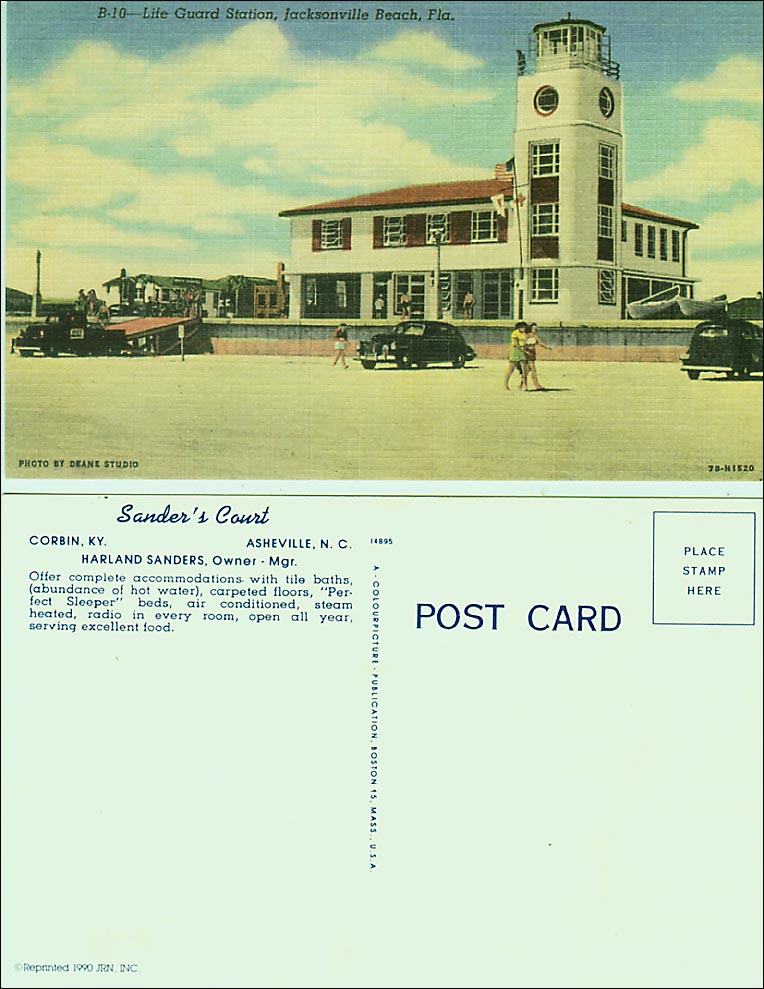 B-10—Life Guard Station, Jacksonville Beach, Fla.
PHOTO BY DEANE STUDIO
7B-H1520
Sander's Court
CORBIN, KY. ASHEVILLE, N. C.
HARLAND SANDERS, Owner - Mgr.
Offer complete accommodations with tile baths,
(abundance of hot water), carpeted floors, "Per-
fect Sleeper" beds, air conditioned, steam
heated, radio in every room, open all year,
serving excellent food.
14895
A - COLOURPICTURE - PUBLICATION, BOSTON 15, MASS., U.S.A.
POST CARD
PLACE
STAMP
HERE
©Reprinted 1990 JRN, INC.